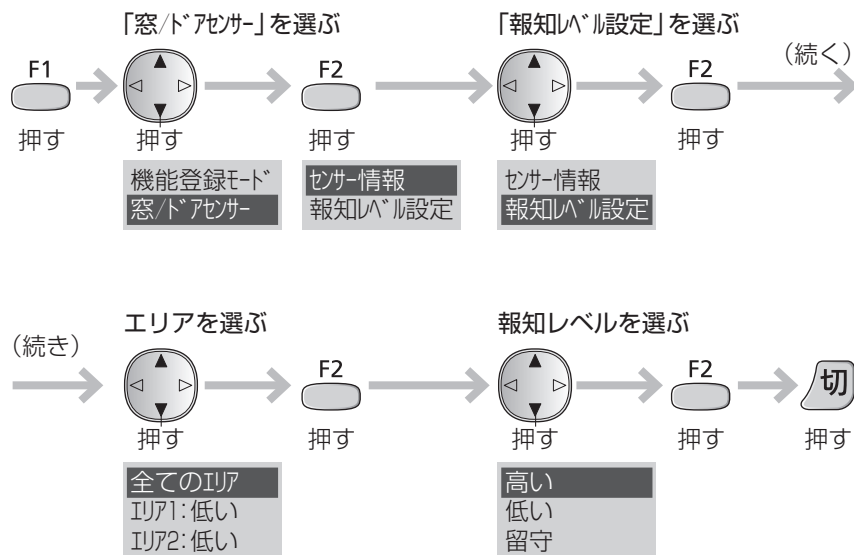 「窓/ドアセンサー」を選ぶ
「報知レベル設定」を選ぶ
F1
F2
F2
(続く)
押す
押す
押す
押す
押す
機能登録モード
窓/ドアセンサー
センサー情報
報知レベル設定
センサー情報
報知レベル設定
(続き)
エリアを選ぶ
報知レベルを選ぶ
F2
F2
切
押す
押す
押す
押す
押す
全てのエリア
エリア1:低い
エリア2:低い
高い
低い
留守